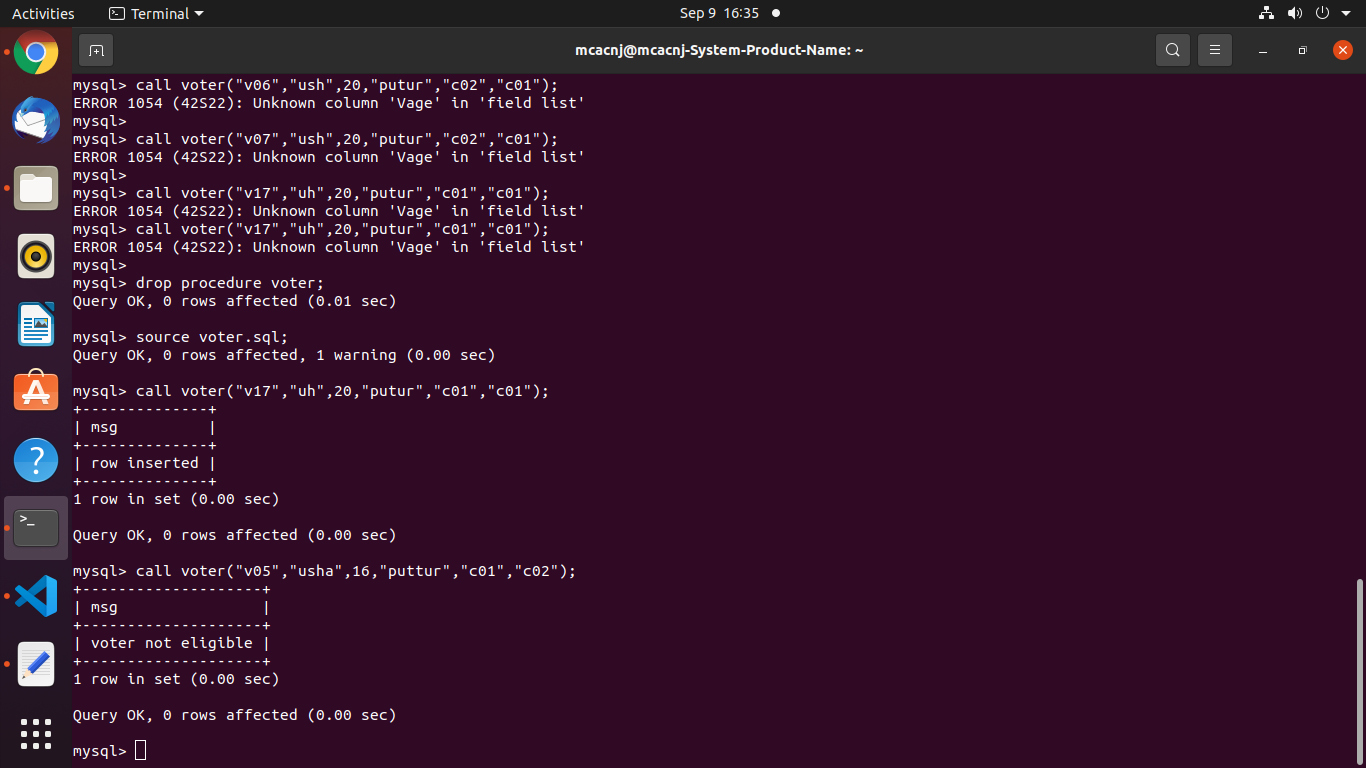 Activities
Terminal
Sep 9 16:35
mcacnj@mcacnj-System-Product-Name: ~
mysql> call voter("v06","ush",20,"putur","c02","c01");
ERROR 1054 (42S22): Unknown column 'Vage' in 'field list'
mysql>
mysql> call voter("v07","ush",20,"putur","c02","c01");
ERROR 1054 (42S22): Unknown column 'Vage' in 'field list'
mysql>
mysql> call voter("v17","uh",20,"putur","c01","c01");
ERROR 1054 (42S22): Unknown column 'Vage' in 'field list'
mysql> call voter("v17","uh",20,"putur","c01","c01");
ERROR 1054 (42S22): Unknown column 'Vage' in 'field list'
mysql>
mysql> drop procedure voter;
Query OK, 0 rows affected (0.01 sec)
mysql> source voter.sql;
Query OK, 0 rows affected, 1 warning (0.00 sec)
mysql> call voter("v17","uh",20,"putur","c01","c01");
+--------------+
| msg          |
+--------------+
| row inserted |
+--------------+
1 row in set (0.00 sec)
Query OK, 0 rows affected (0.00 sec)
mysql> call voter("v05","usha",16,"puttur","c01","c02");
+--------------------+
| msg                |
+--------------------+
| voter not eligible |
+--------------------+
1 row in set (0.00 sec)
Query OK, 0 rows affected (0.00 sec)
mysql>